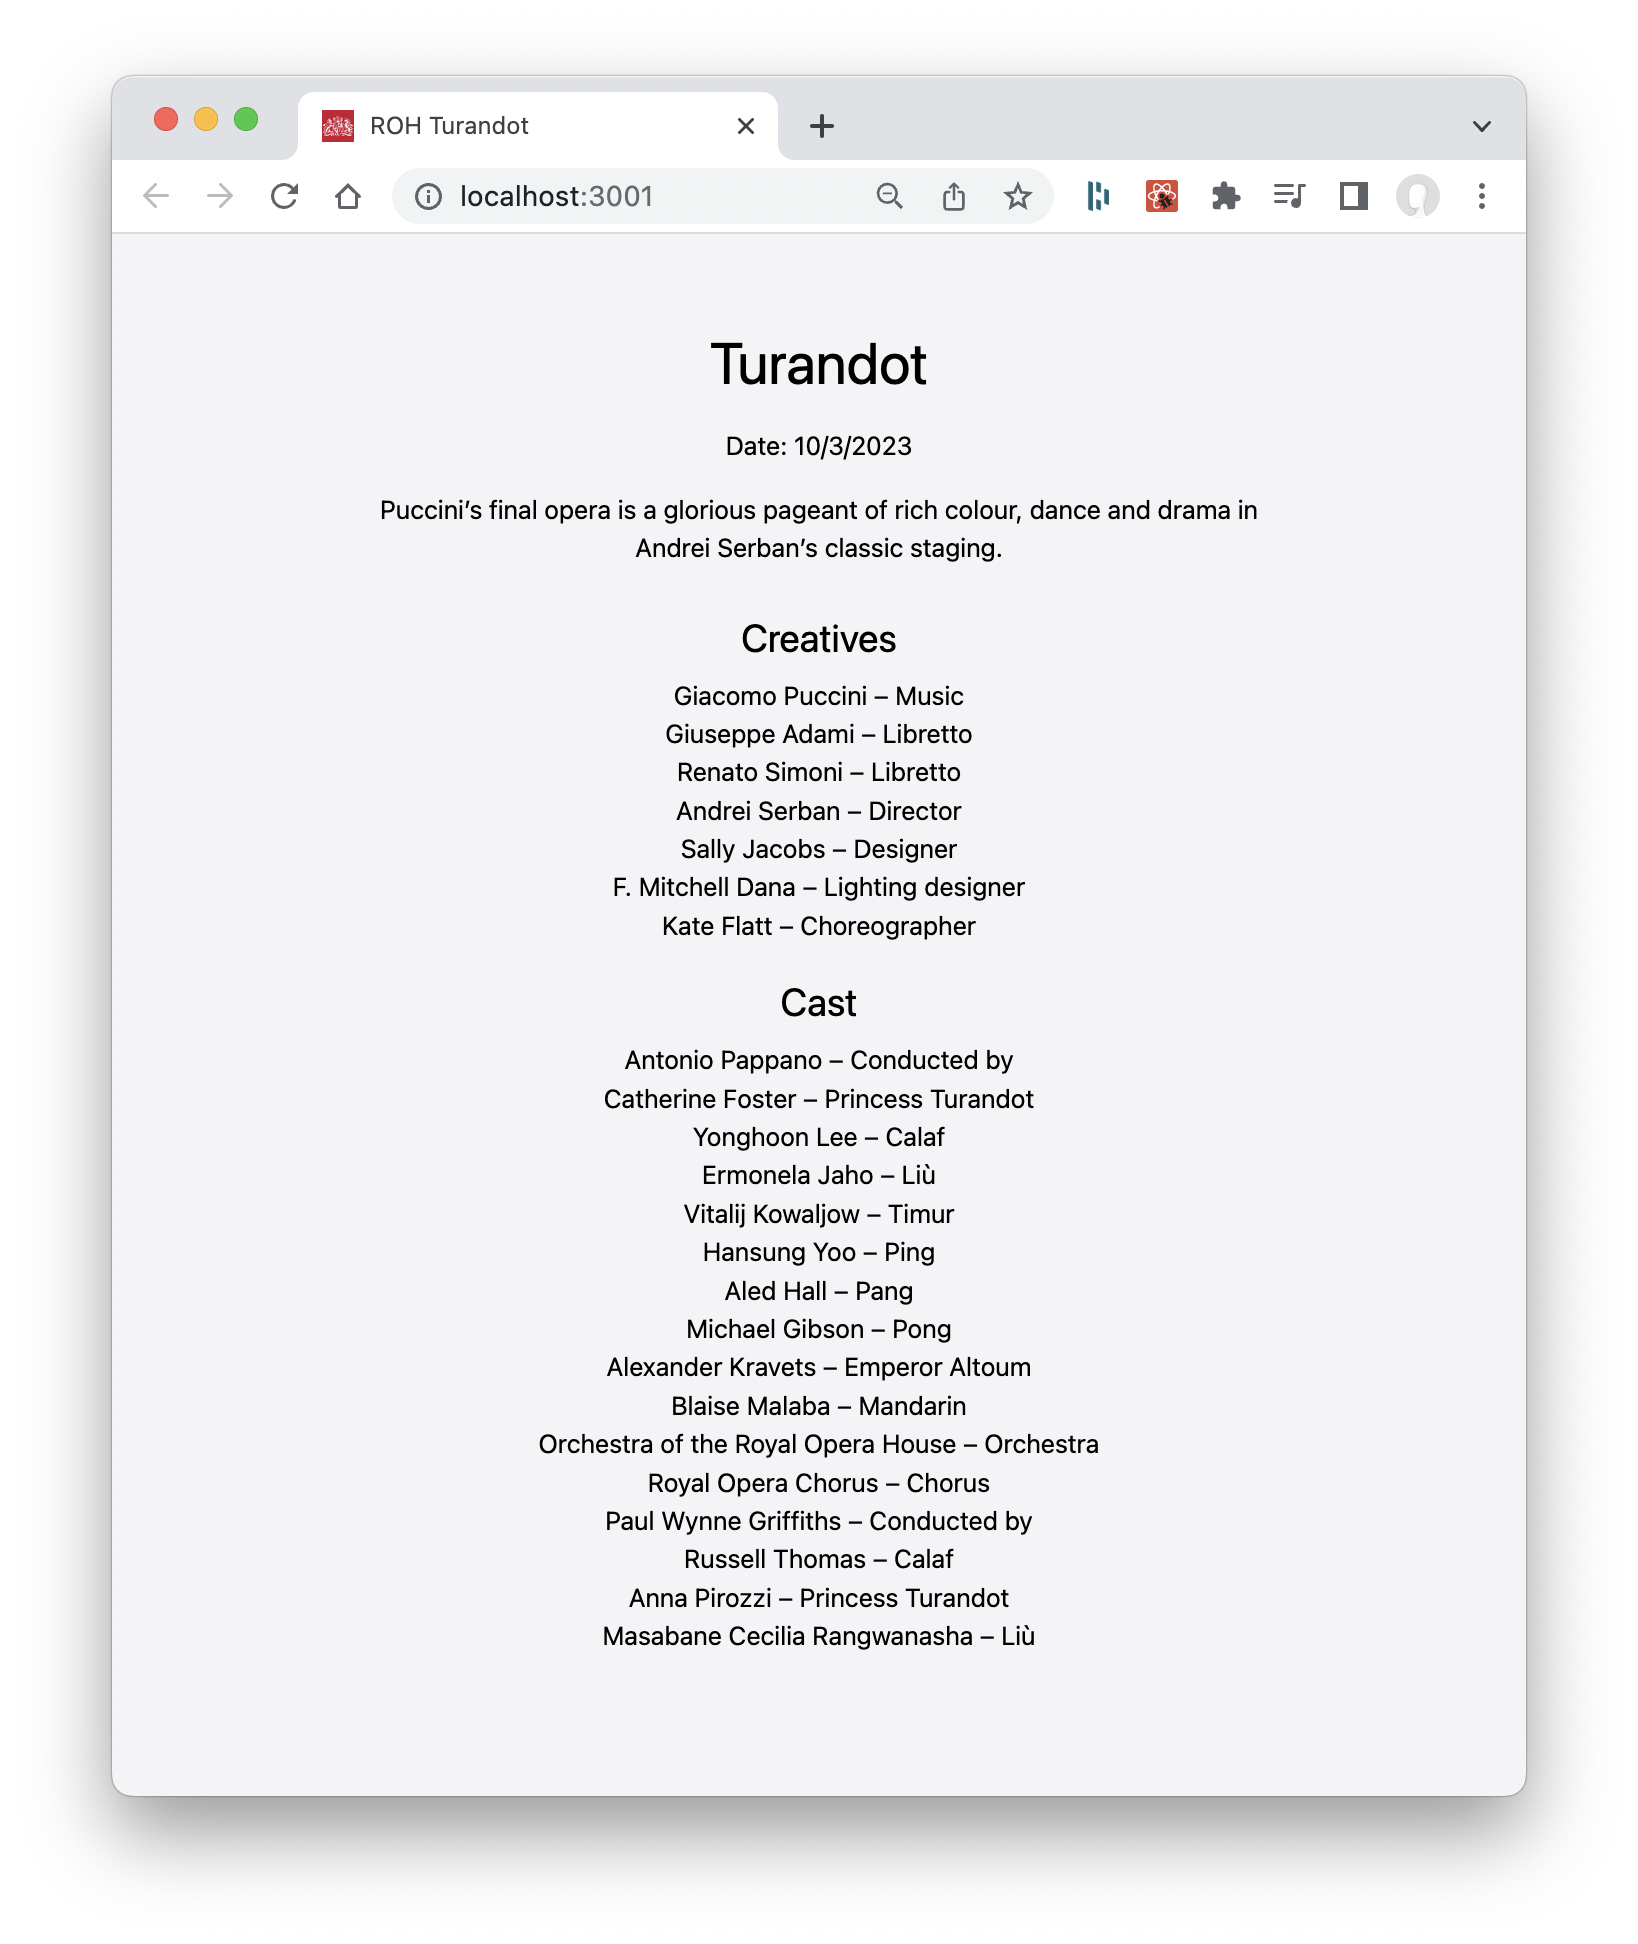 ROH Turandot
localhost:3001
Turandot
Date: 10/3/2023
Puccini’s final opera is a glorious pageant of rich colour, dance and drama in
Andrei Serban’s classic staging.
Creatives
Giacomo Puccini – Music
Giuseppe Adami – Libretto
Renato Simoni – Libretto
Andrei Serban – Director
Sally Jacobs – Designer
F. Mitchell Dana – Lighting designer
Kate Flatt – Choreographer
Cast
Antonio Pappano – Conducted by
Catherine Foster – Princess Turandot
Yonghoon Lee – Calaf
Ermonela Jaho – Liù
Vitalij Kowaljow – Timur
Hansung Yoo – Ping
Aled Hall – Pang
Michael Gibson – Pong
Alexander Kravets – Emperor Altoum
Blaise Malaba – Mandarin
Orchestra of the Royal Opera House – Orchestra
Royal Opera Chorus – Chorus
Paul Wynne Griffiths – Conducted by
Russell Thomas – Calaf
Anna Pirozzi – Princess Turandot
Masabane Cecilia Rangwanasha – Liù